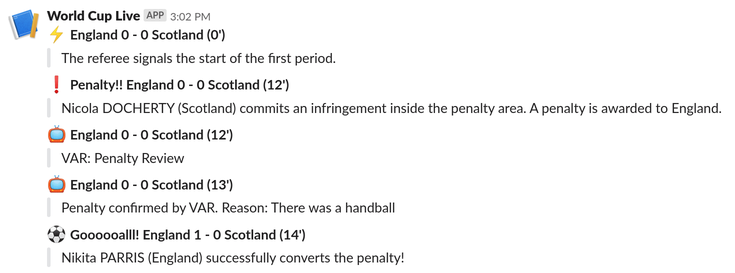 World Cup Live APP 3:02 PM
⚡ England 0 - 0 Scotland (0')
The referee signals the start of the first period.
❗ Penalty!! England 0 - 0 Scotland (12')
Nicola DOCHERTY (Scotland) commits an infringement inside the penalty area. A penalty is awarded to England.
📺 England 0 - 0 Scotland (12')
VAR: Penalty Review
📺 England 0 - 0 Scotland (13')
Penalty confirmed by VAR. Reason: There was a handball
⚽ Goooooalll! England 1 - 0 Scotland (14')
Nikita PARRIS (England) successfully converts the penalty!